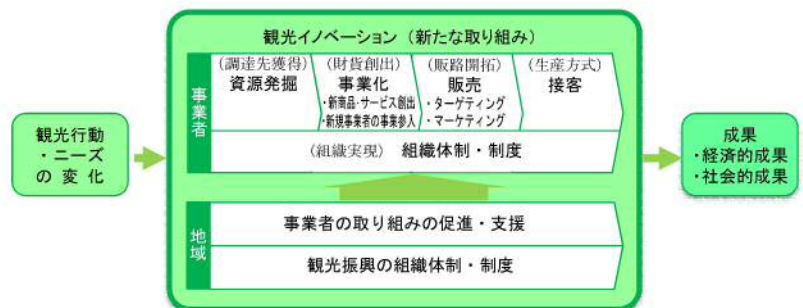 観光イノベーション（新たな取り組み）
観光行動
・ニーズ
の変化
事業者
（調達先獲得）
資源発掘
（財貨創出）
事業化
・新商品・サービス創出
・新規事業者の事業参入
（販路開拓）
販売
・ターゲティング
・マーケティング
（生産方式）
接客
（組織実現） 組織体制・制度
地域
事業者の取り組みの促進・支援
観光振興の組織体制・制度
成果
・経済的成果
・社会的成果